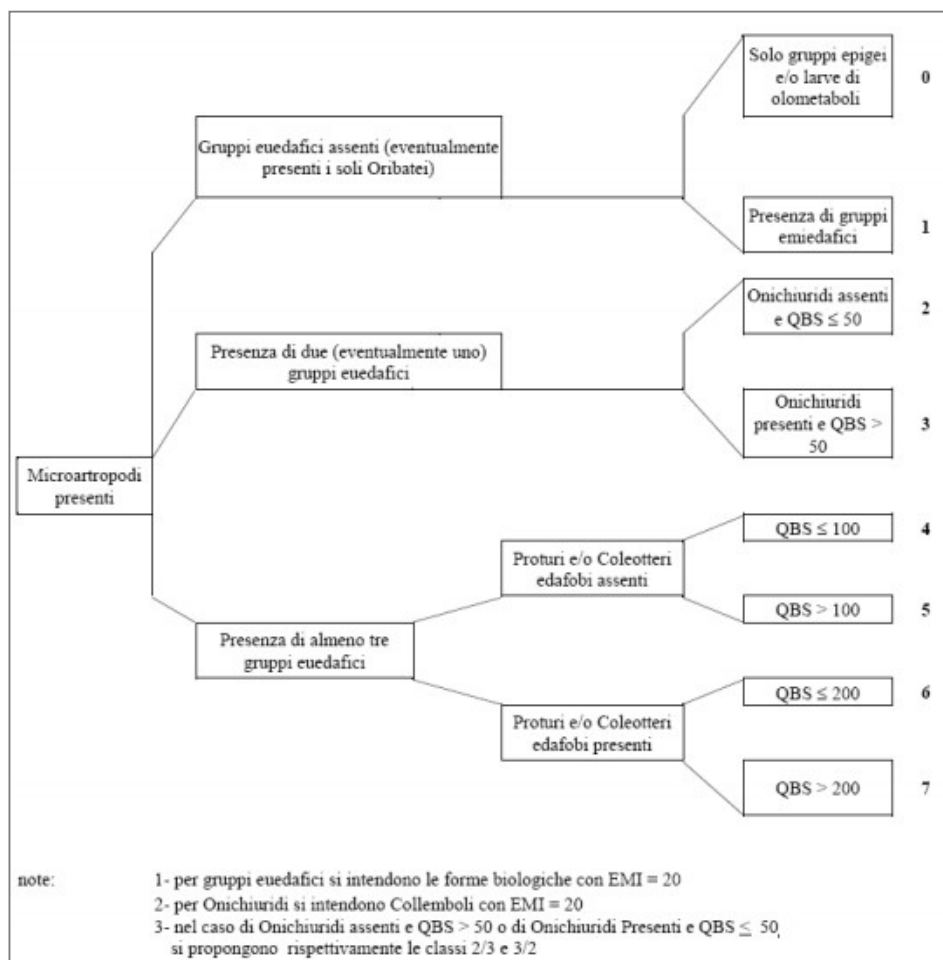 Solo gruppi epigei
e/o larve di
olometaboli
0
Gruppi euedafici assenti (eventualmente
presenti i soli Oribatei)
Presenza di gruppi
emiedafici
1
Onichiuridi assenti
e QBS ≤ 50
2
Presenza di due (eventualmente uno)
gruppi euedafici
Onichiuridi
presenti e QBS >
50
3
Microartropodi
presenti
QBS ≤ 100
4
Proturi e/o Coleotteri
edafobi assenti
QBS > 100
5
Presenza di almeno tre
gruppi euedafici
QBS ≤ 200
6
Proturi e/o Coleotteri
edafobi presenti
QBS > 200
7
note:
1- per gruppi euedafici si intendono le forme biologiche con EMI = 20
2- per Onichiuridi si intendono Collemboli con EMI = 20
3- nel caso di Onichiuridi assenti e QBS > 50 o di Onichiuridi Presenti e QBS ≤ 50,
si propongono rispettivamente le classi 2/3 e 3/2